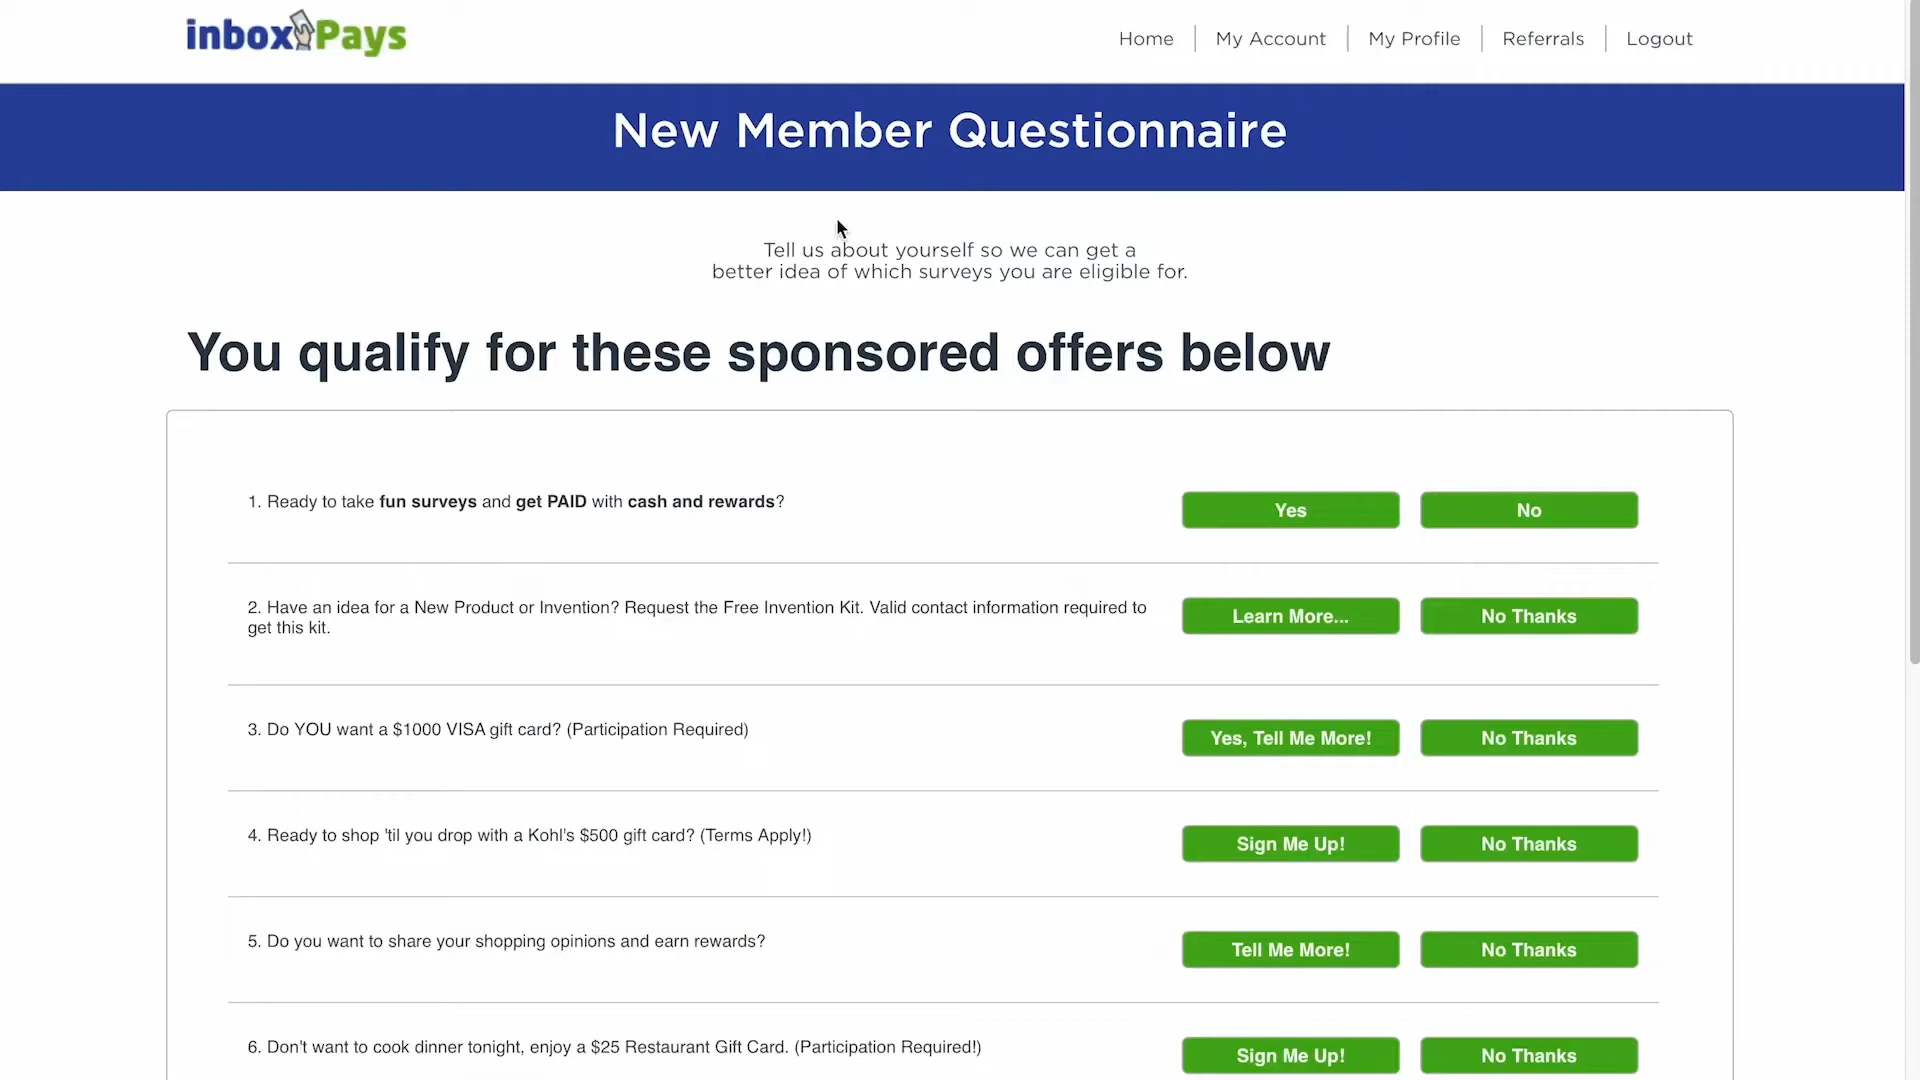 inboxPays
Home
My Account
My Profile
Referrals
Logout
New Member Questionnaire
Tell us about yourself so we can get a
better idea of which surveys you are eligible for.
You qualify for these sponsored offers below
1. Ready to take fun surveys and get PAID with cash and rewards?
Yes
No
2. Have an idea for a New Product or Invention? Request the Free Invention Kit. Valid contact information required to
get this kit.
Learn More...
No Thanks
3. Do YOU want a $1000 VISA gift card? (Participation Required)
Yes, Tell Me More!
No Thanks
4. Ready to shop 'til you drop with a Kohl's $500 gift card? (Terms Apply!)
Sign Me Up!
No Thanks
5. Do you want to share your shopping opinions and earn rewards?
Tell Me More!
No Thanks
6. Don't want to cook dinner tonight, enjoy a $25 Restaurant Gift Card. (Participation Required!)
Sign Me Up!
No Thanks